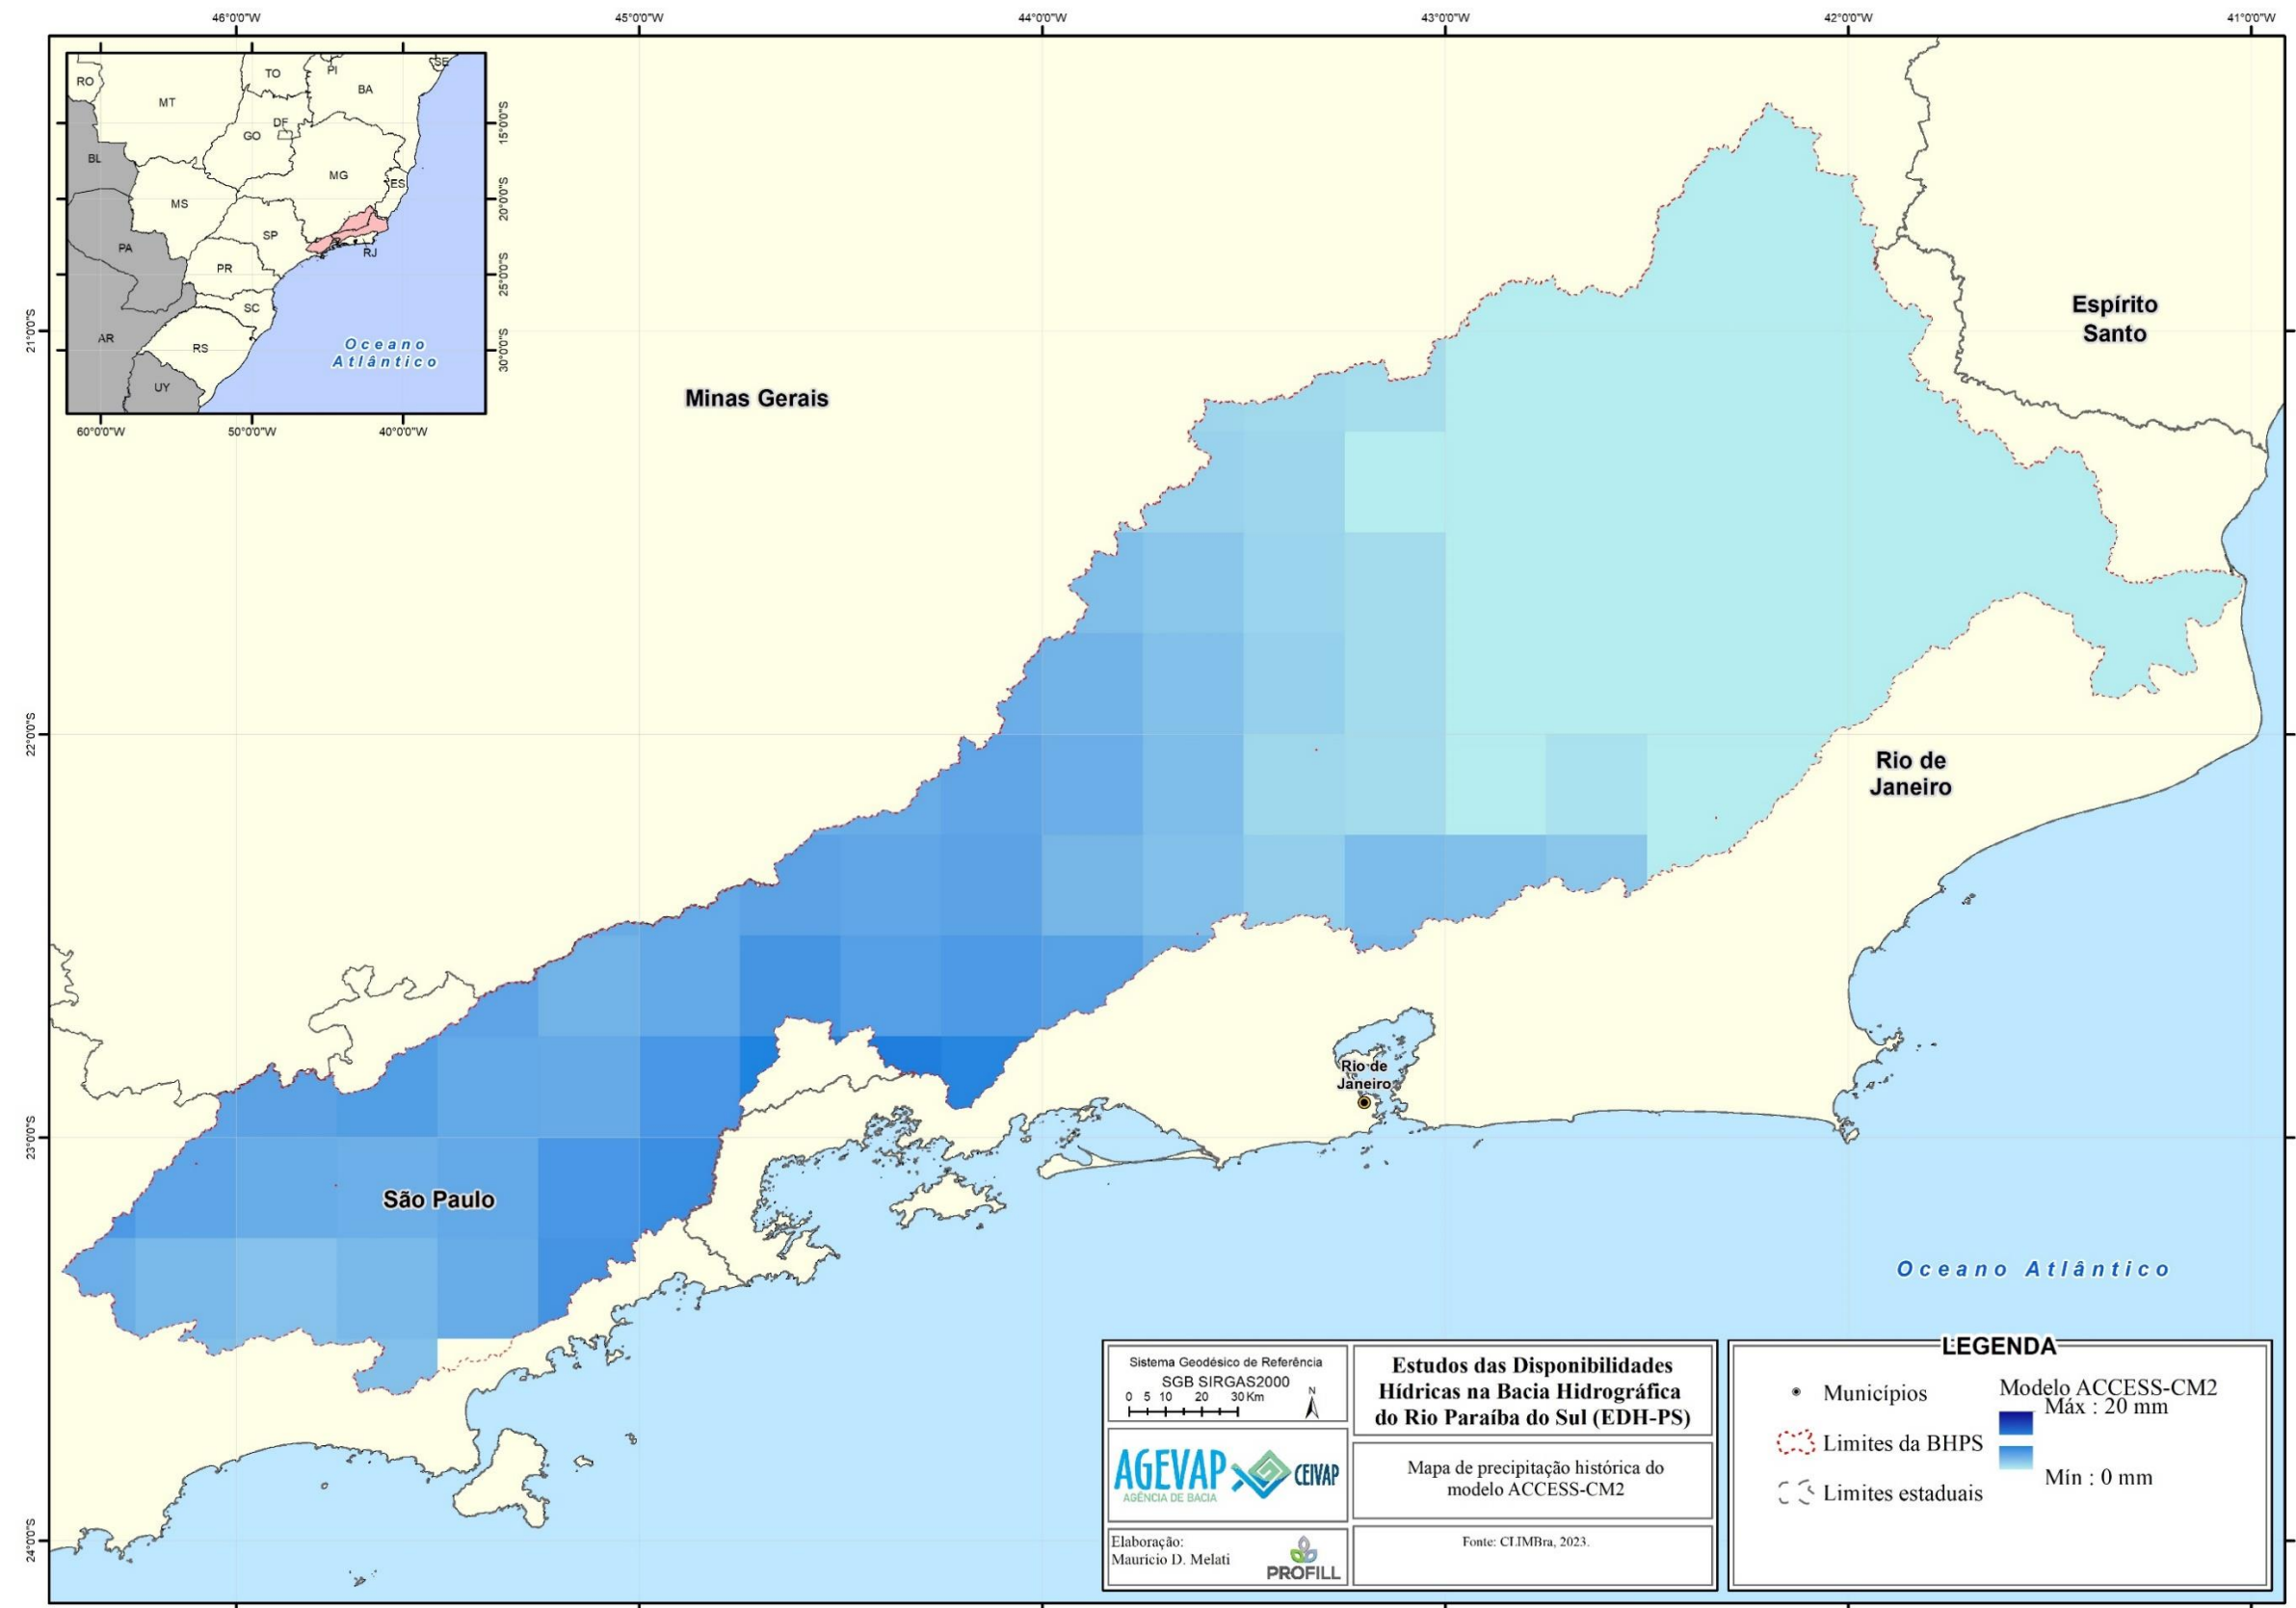 46°0'0"W
45°0'0"W
44°0'0"W
43°0'0"W
42°0'0"W
41°0'0"W
RO
MT
TO
PI
SE
BA
GO
DF
BL
MG
ES
MS
SP
PA
RJ
PR
SC
AR
RS
UY
Oceano
Atlântico
15°0'0"S
20°0'0"S
25°0'0"S
30°0'0"S
60°0'0"W
50°0'0"W
40°0'0"W
21°0'0"S
22°0'0"S
23°0'0"S
24°0'0"S
Minas Gerais
Espírito
Santo
Rio de
Janeiro
Rio de
Janeiro
São Paulo
Oceano Atlântico
Sistema Geodésico de Referência
SGB SIRGAS2000
0 5 10 20 30 Km
N
AGEVAP
AGÊNCIA DE BACIA
CEIVAP
Elaboração:
Mauricio D. Melati
PROFILL
Estudos das Disponibilidades
Hídricas na Bacia Hidrográfica
do Rio Paraíba do Sul (EDH-PS)
Mapa de precipitação histórica do
modelo ACCESS-CM2
Fonte: CLIMBra, 2023.
LEGENDA
Municípios
Limites da BHPS
Limites estaduais
Modelo ACCESS-CM2
Máx : 20 mm
Mín : 0 mm